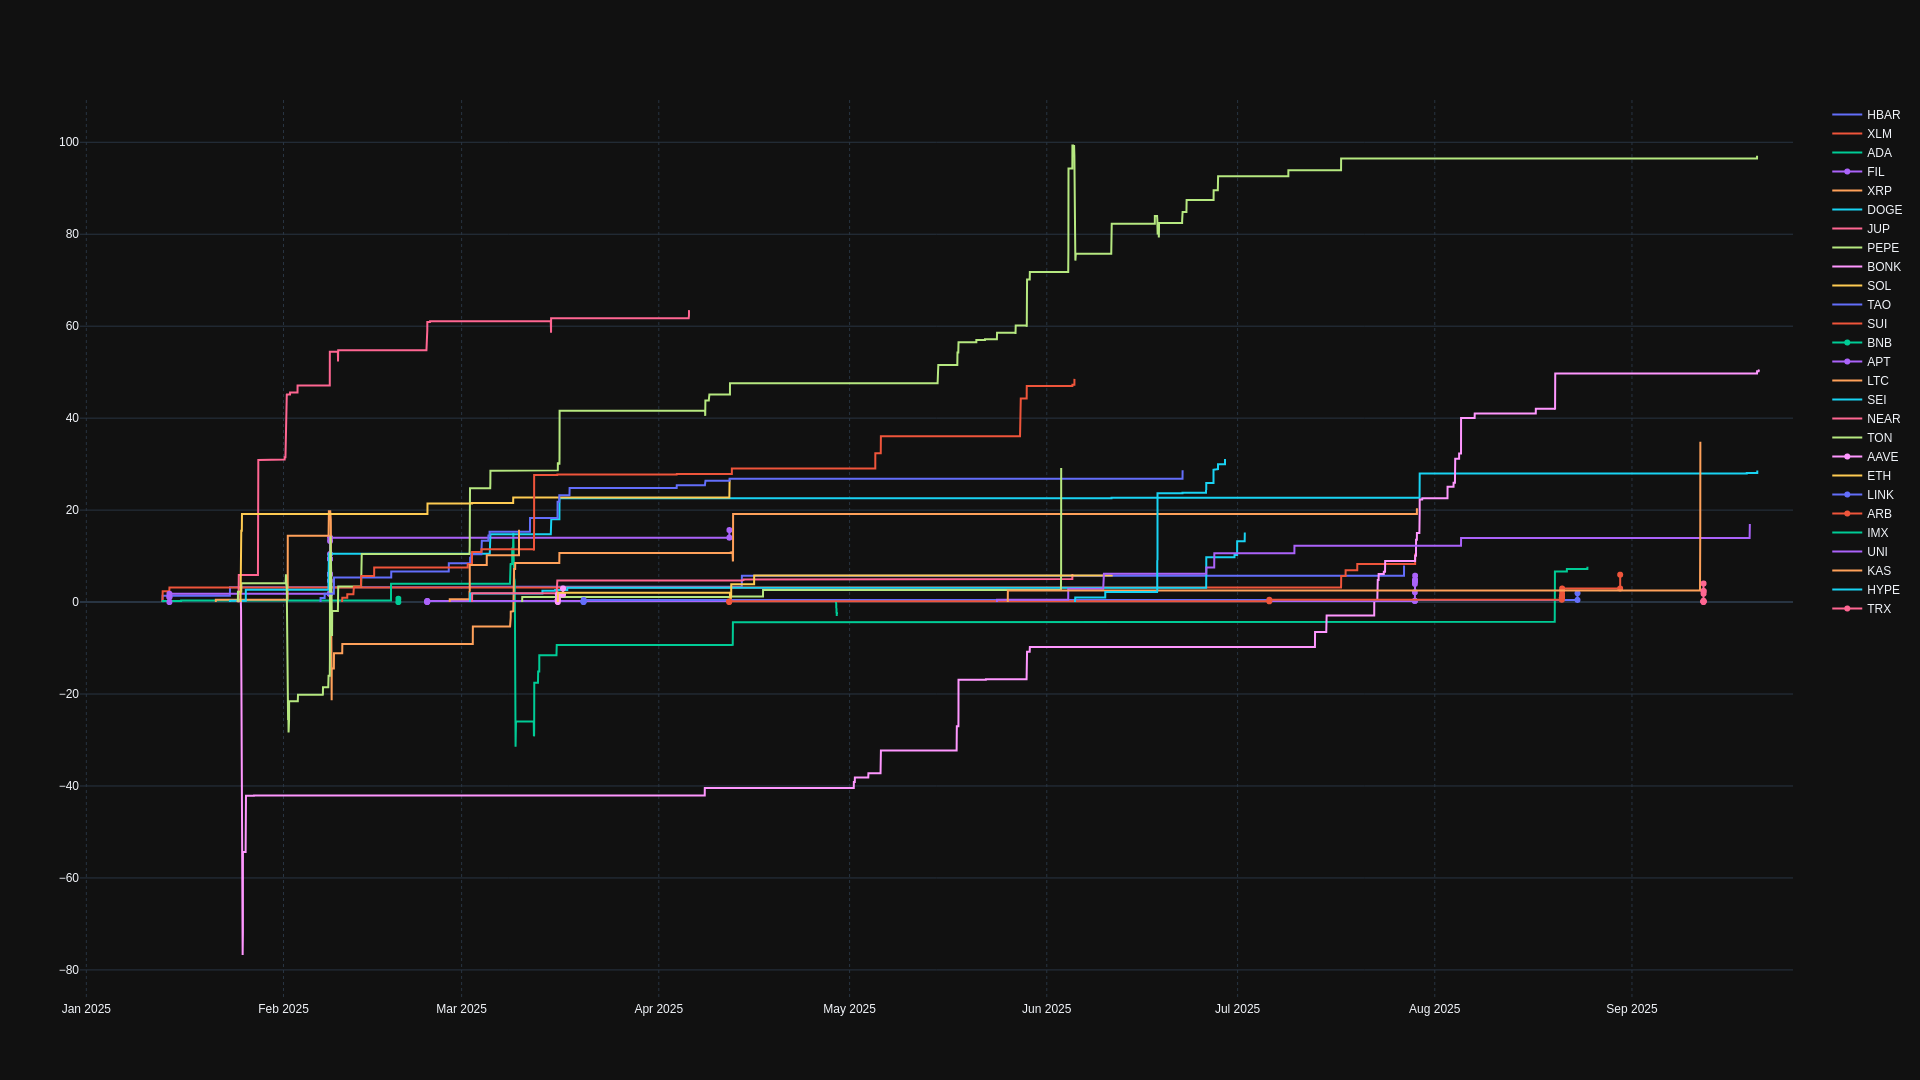 100
80
60
40
20
0
−20
−40
−60
−80
Jan 2025
Feb 2025
Mar 2025
Apr 2025
May 2025
Jun 2025
Jul 2025
Aug 2025
Sep 2025
HBAR
XLM
ADA
FIL
XRP
DOGE
JUP
PEPE
BONK
SOL
TAO
SUI
BNB
APT
LTC
SEI
NEAR
TON
AAVE
ETH
LINK
ARB
IMX
UNI
KAS
HYPE
TRX